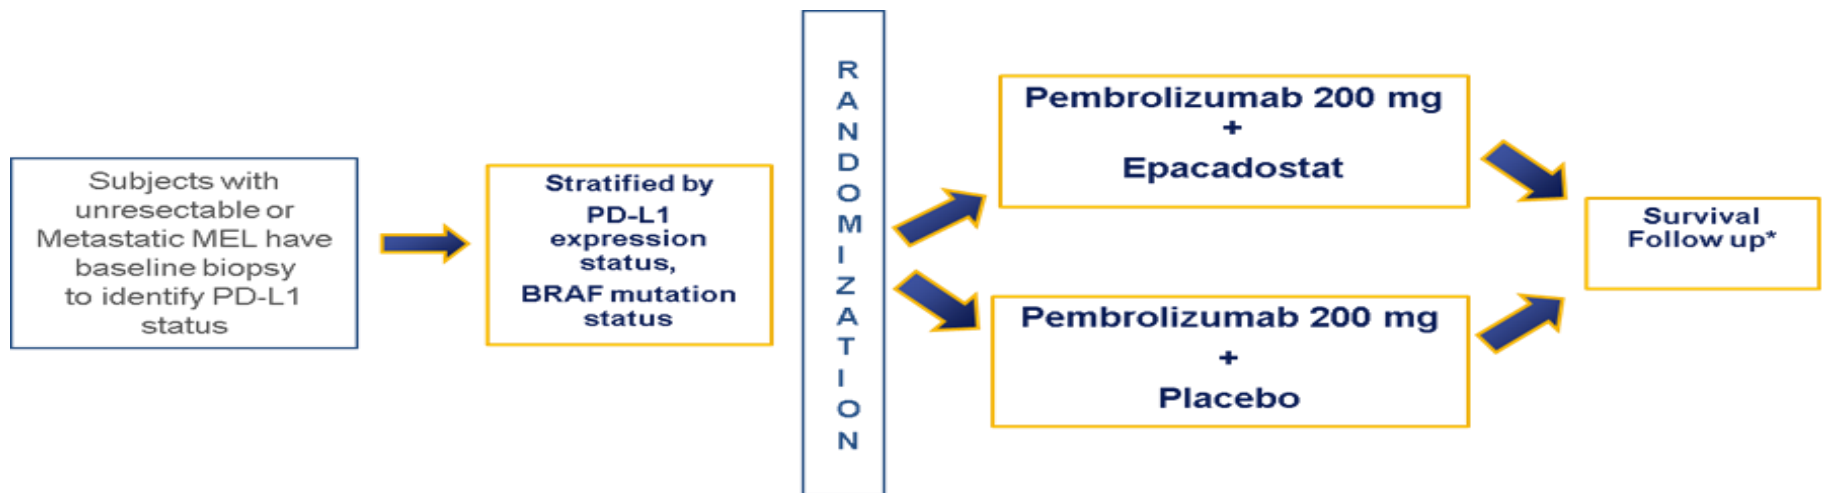 Subjects with
unresectable or
Metastatic MEL have
baseline biopsy
to identify PD-L1
status
Stratified by
PD-L1
expression
status,
BRAF mutation
status
RANDOMIZATION
Pembrolizumab 200 mg
+
Epacadostat
Pembrolizumab 200 mg
+
Placebo
Survival
Follow up*